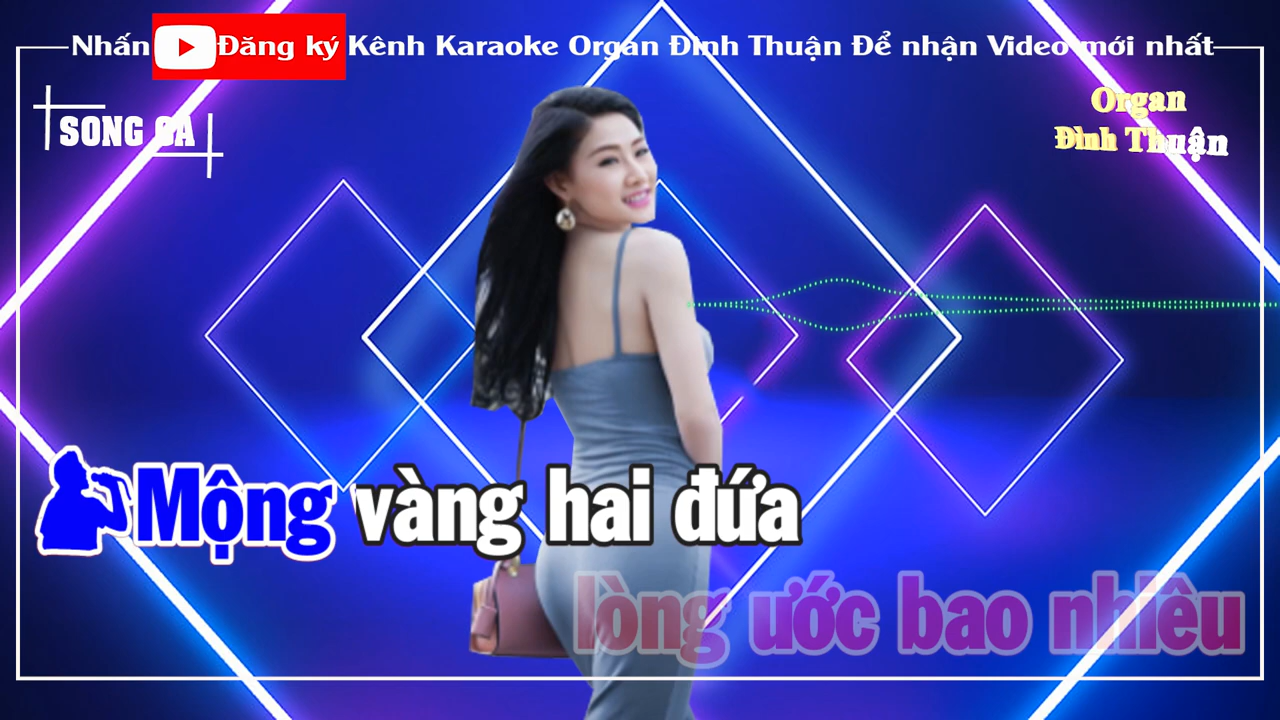 Nhấn Đăng ký Kênh Karaoke Organ Đình Thuận Để nhận Video mới nhất
SONG CA
Organ
Đình Thuận
Mộng vàng hai đứa
lòng ước bao nhiêu